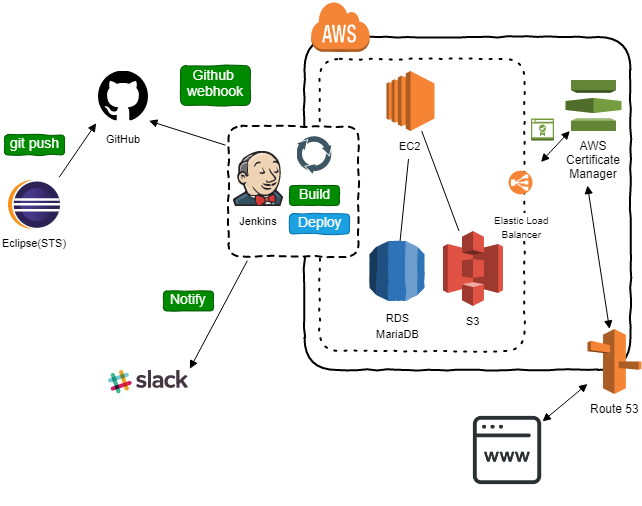 AWS
Github
webhook
GitHub
git push
EC2
AWS
Certificate
Manager
Build
Jenkins
Deploy
Elastic Load
Balancer
Eclipse(STS)
Notify
RDS
MariaDB
S3
slack
Route 53
www